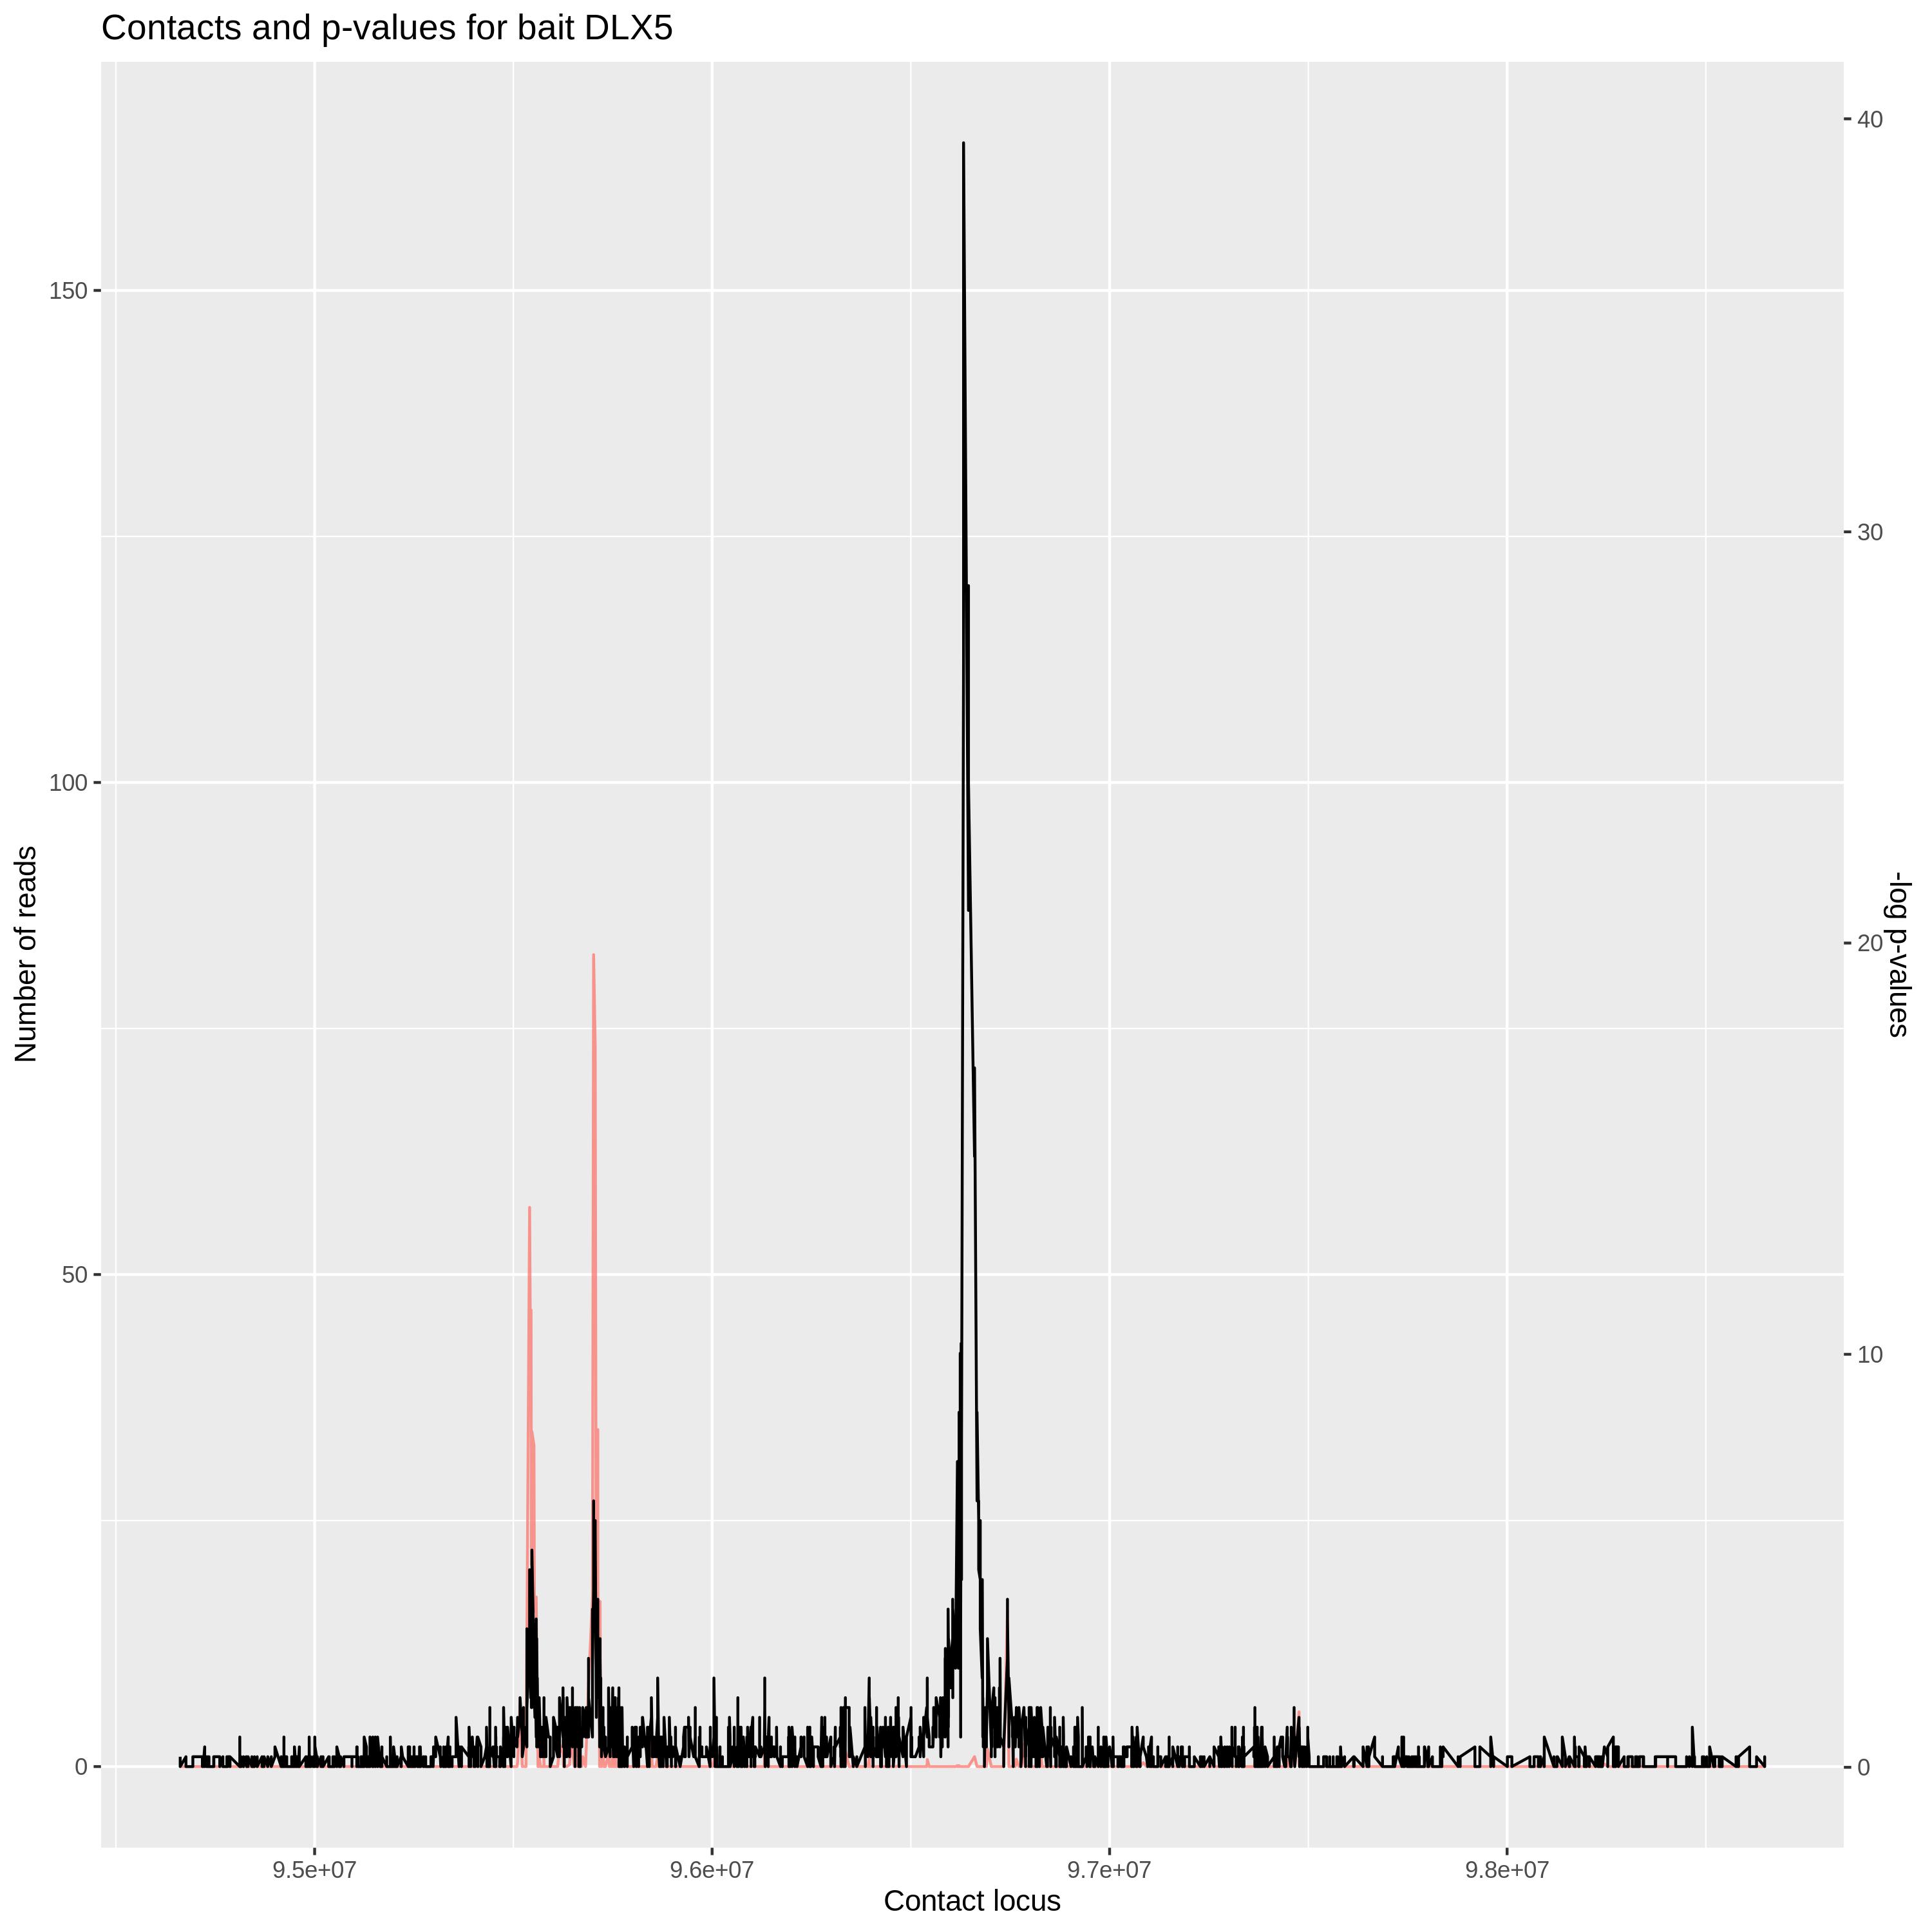 Contacts and p-values for bait DLX5
Number of reads
150
100
50
0
40
30
20
10
0
-log p-values
9.5e+07
9.6e+07
9.7e+07
9.8e+07
Contact locus